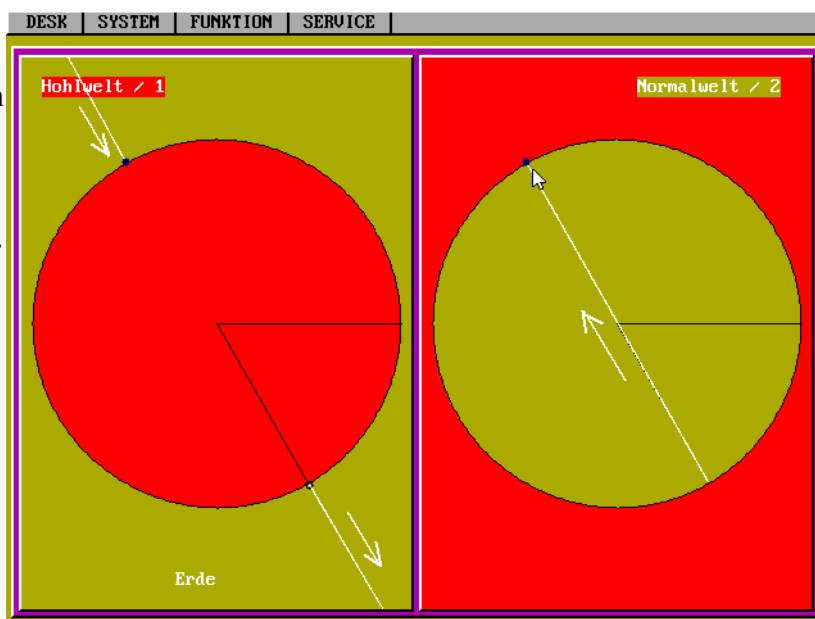 DESK | SYSTEM | FUNKTION | SERVICE |
Hohlwelt / 1
Normalwelt / 2
Erde